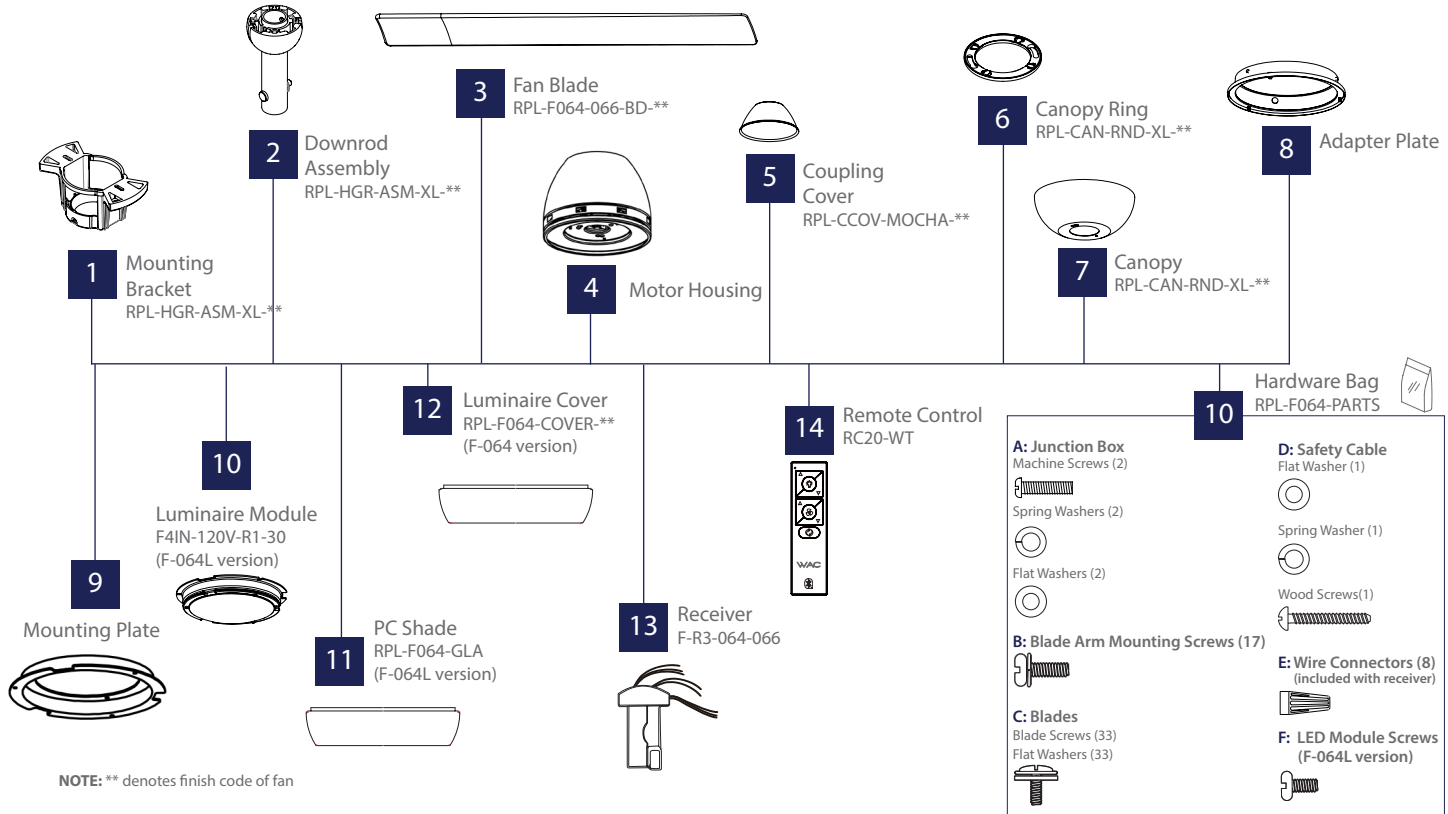 1
Mounting
Bracket
RPL-HGR-ASM-XL-**
2
Downrod
Assembly
RPL-HGR-ASM-XL-**
3
Fan Blade
RPL-F064-066-BD-**
4
Motor Housing
5
Coupling
Cover
RPL-CCOV-MOCHA-**
6
Canopy Ring
RPL-CAN-RND-XL-**
7
Canopy
RPL-CAN-RND-XL-**
8
Adapter Plate
9
Mounting Plate
10
Luminaire Module
F4IN-120V-R1-30
(F-064L version)
11
PC Shade
RPL-F064-GLA
(F-064L version)
12
Luminaire Cover
RPL-F064-COVER-**
(F-064 version)
13
Receiver
F-R3-064-066
14
Remote Control
RC20-WT
WAC
10
Hardware Bag
RPL-F064-PARTS
A: Junction Box
Machine Screws (2)
Spring Washers (2)
Flat Washers (2)
B: Blade Arm Mounting Screws (17)
C: Blades
Blade Screws (33)
Flat Washers (33)
D: Safety Cable
Flat Washer (1)
Spring Washer (1)
Wood Screws(1)
E: Wire Connectors (8)
(included with receiver)
F: LED Module Screws
(F-064L version)
NOTE: ** denotes finish code of fan